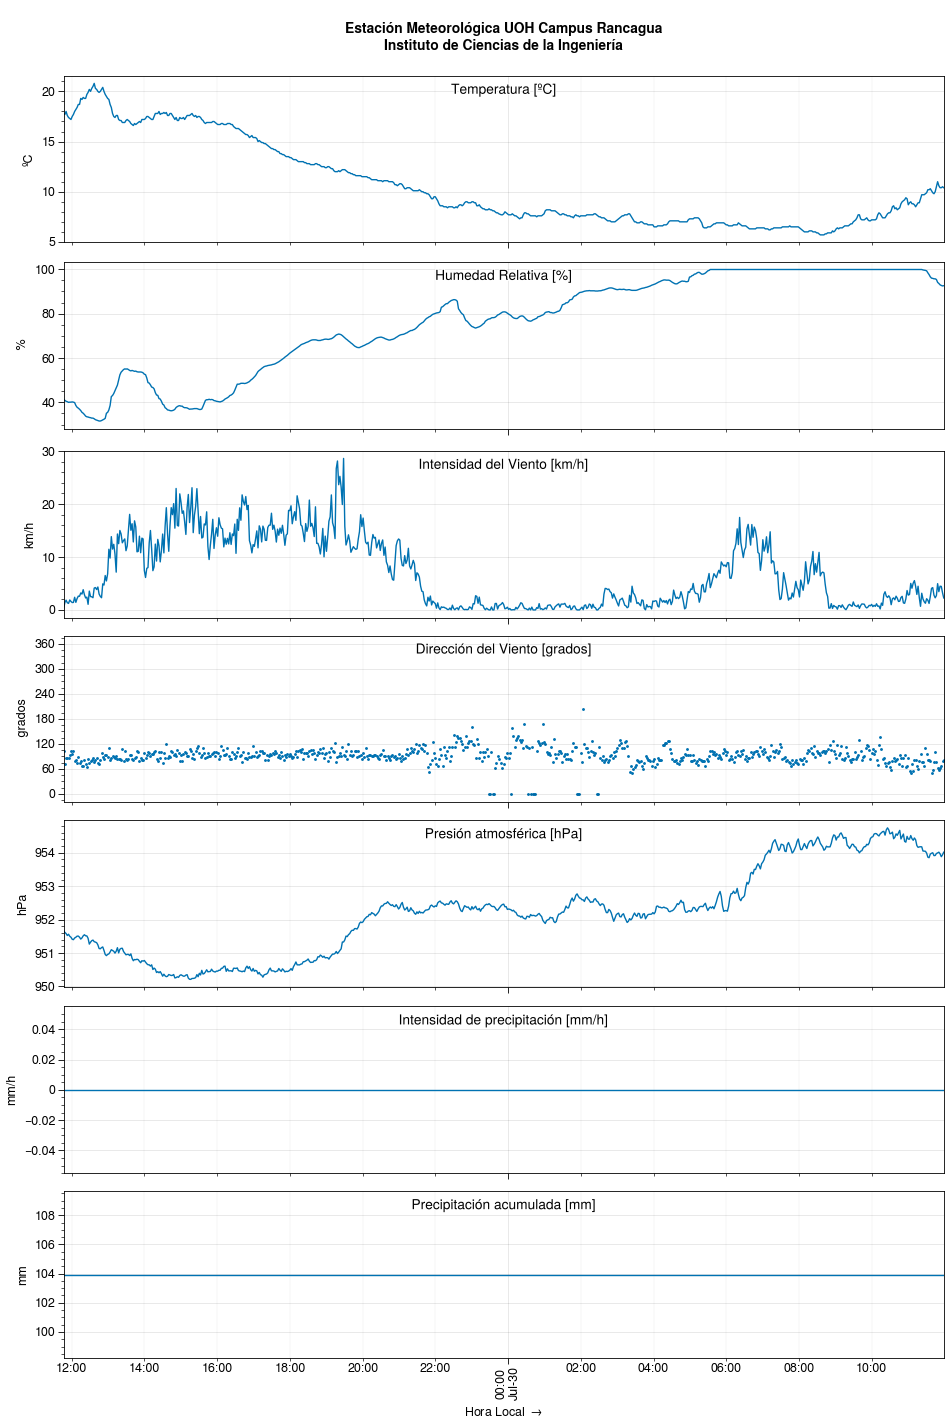 Estación Meteorológica UOH Campus Rancagua
Instituto de Ciencias de la Ingeniería
Temperatura [ºC]
ºC
20
15
10
5
Humedad Relativa [%]
%
100
80
60
40
Intensidad del Viento [km/h]
km/h
30
20
10
0
Dirección del Viento [grados]
grados
360
300
240
180
120
60
0
Presión atmosférica [hPa]
hPa
954
953
952
951
950
Intensidad de precipitación [mm/h]
mm/h
0.04
0.02
0
−0.02
−0.04
Precipitación acumulada [mm]
mm
108
106
104
102
100
12:00 14:00 16:00 18:00 20:00 22:00 00:00 02:00 04:00 06:00 08:00 10:00
Jul-30
Hora Local →